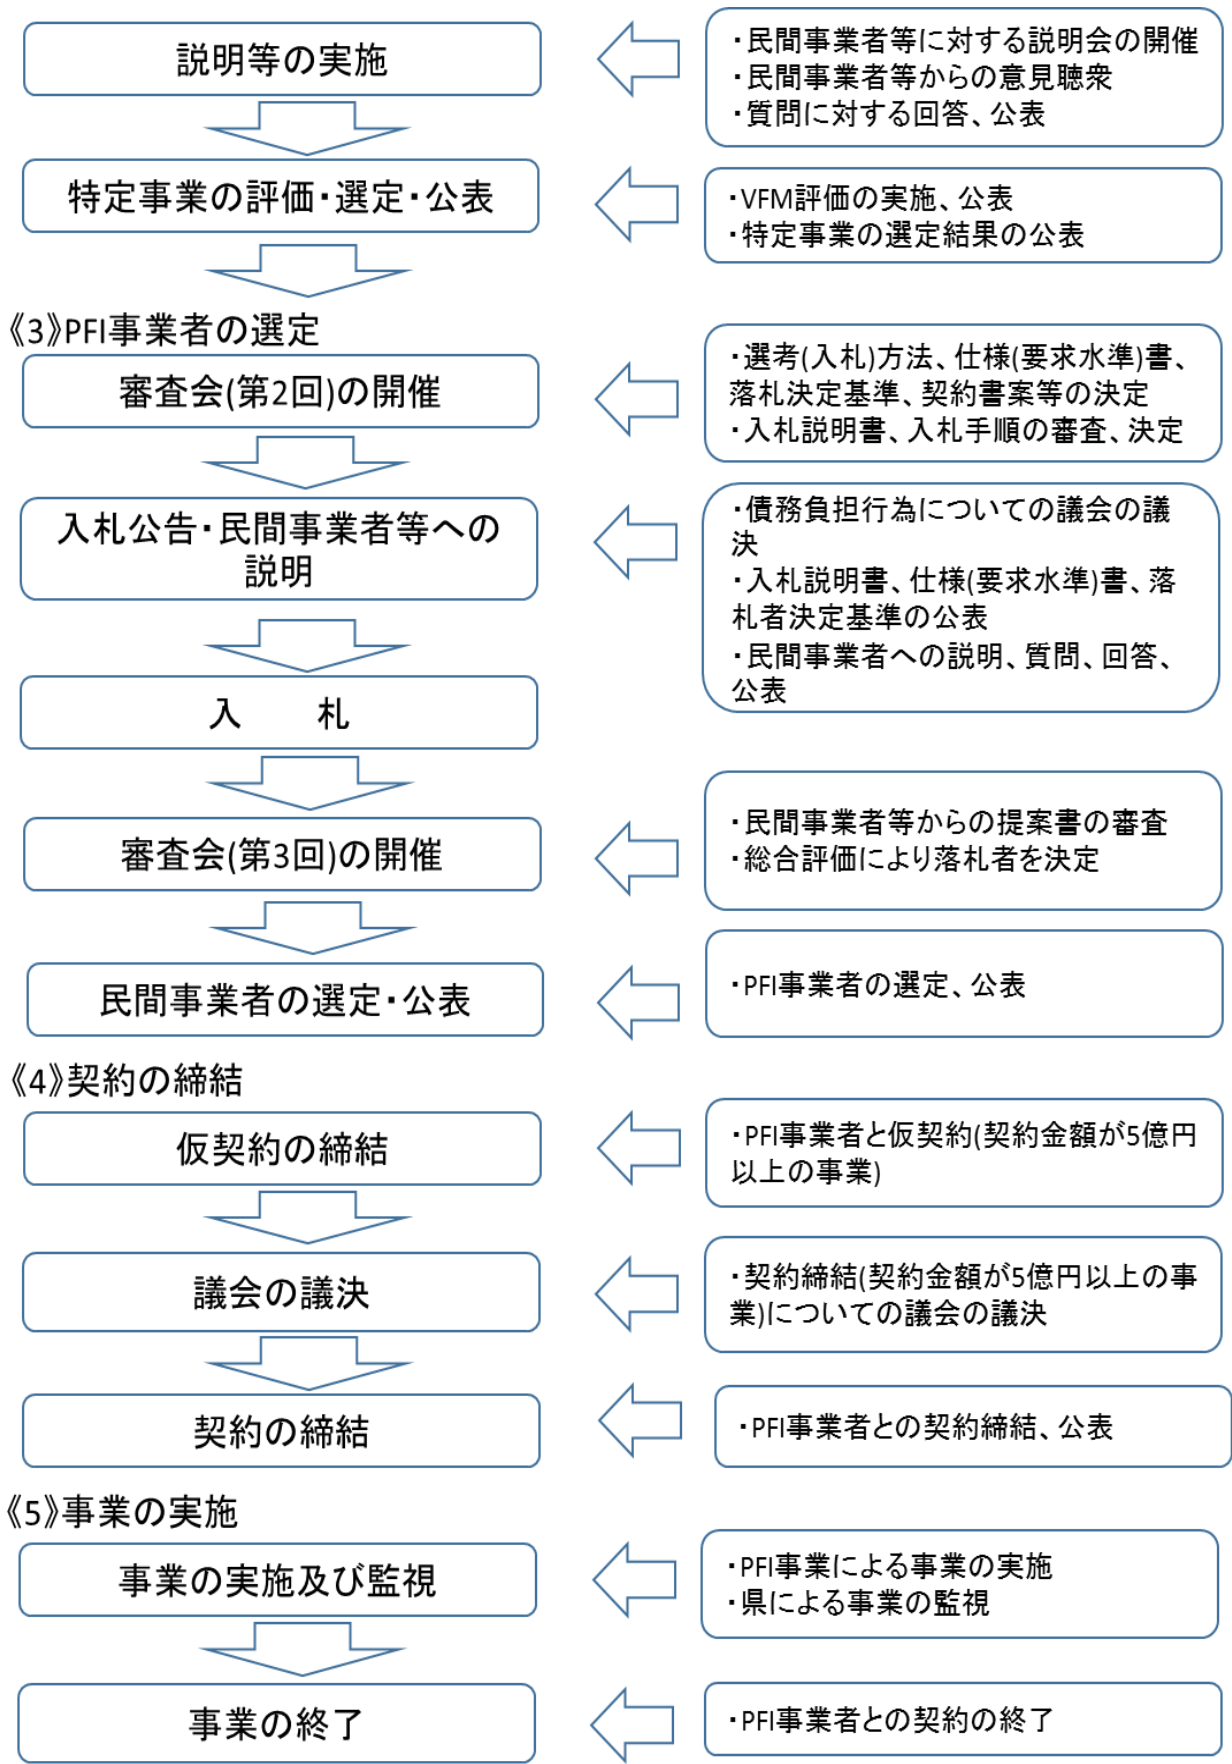 説明等の実施
・民間事業者等に対する説明会の開催
・民間事業者等からの意見聴衆
・質問に対する回答、公表
特定事業の評価・選定・公表
・VFM評価の実施、公表
・特定事業の選定結果の公表
《3》PFI事業者の選定
審査会(第2回)の開催
・選考(入札)方法、仕様(要求水準)書、
落札決定基準、契約書案等の決定
・入札説明書、入札手順の審査、決定
入札公告・民間事業者等への
説明
・債務負担行為についての議会の議
決
・入札説明書、仕様(要求水準)書、落
札者決定基準の公表
・民間事業者への説明、質問、回答、
公表
入　　札
審査会(第3回)の開催
・民間事業者等からの提案書の審査
・総合評価により落札者を決定
民間事業者の選定・公表
・PFI事業者の選定、公表
《4》契約の締結
仮契約の締結
・PFI事業者と仮契約(契約金額が5億円
以上の事業)
議会の議決
・契約締結(契約金額が5億円以上の事
業)についての議会の議決
契約の締結
・PFI事業者との契約締結、公表
《5》事業の実施
事業の実施及び監視
・PFI事業による事業の実施
・県による事業の監視
事業の終了
・PFI事業者との契約の終了